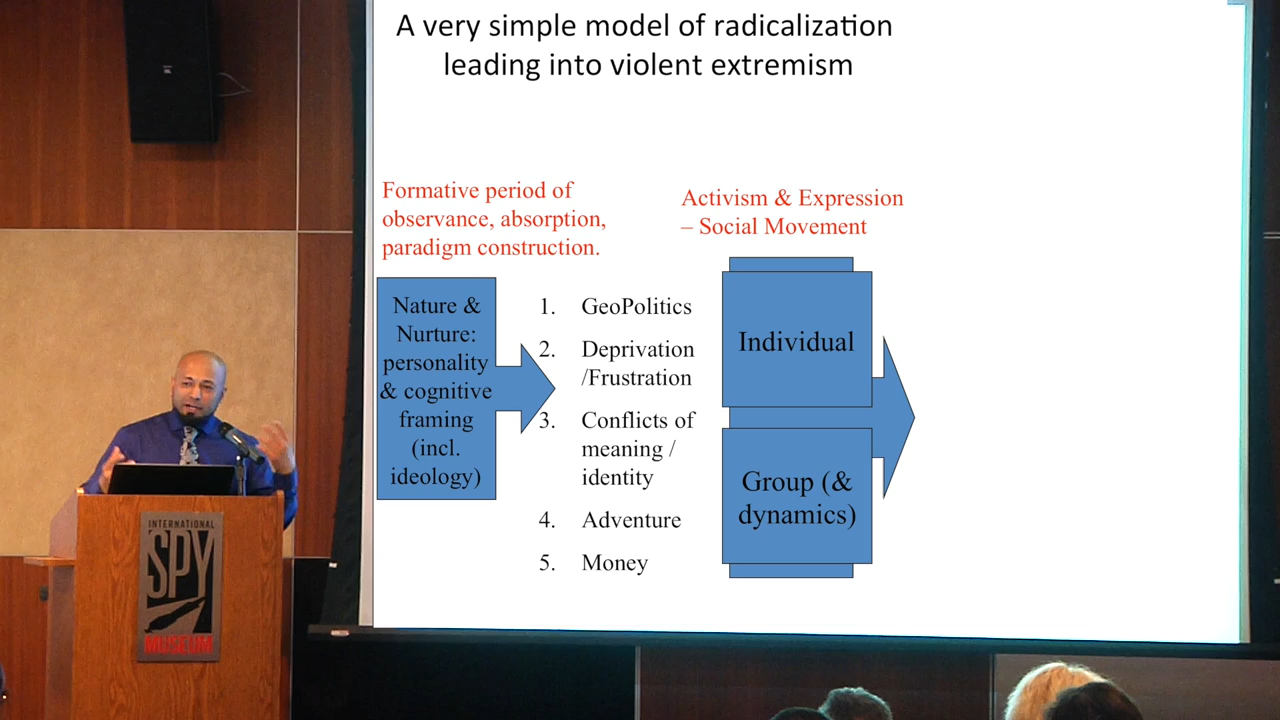 A very simple model of radicalization
leading into violent extremism
Formative period of
observance, absorption,
paradigm construction.
Activism & Expression
– Social Movement
Nature &
Nurture:
personality
& cognitive
framing
(incl.
ideology)
1. GeoPolitics
2. Deprivation
/Frustration
3. Conflicts of
meaning /
identity
4. Adventure
5. Money
Individual
Group (&
dynamics)
INTERNATIONAL
SPY
MUSEUM